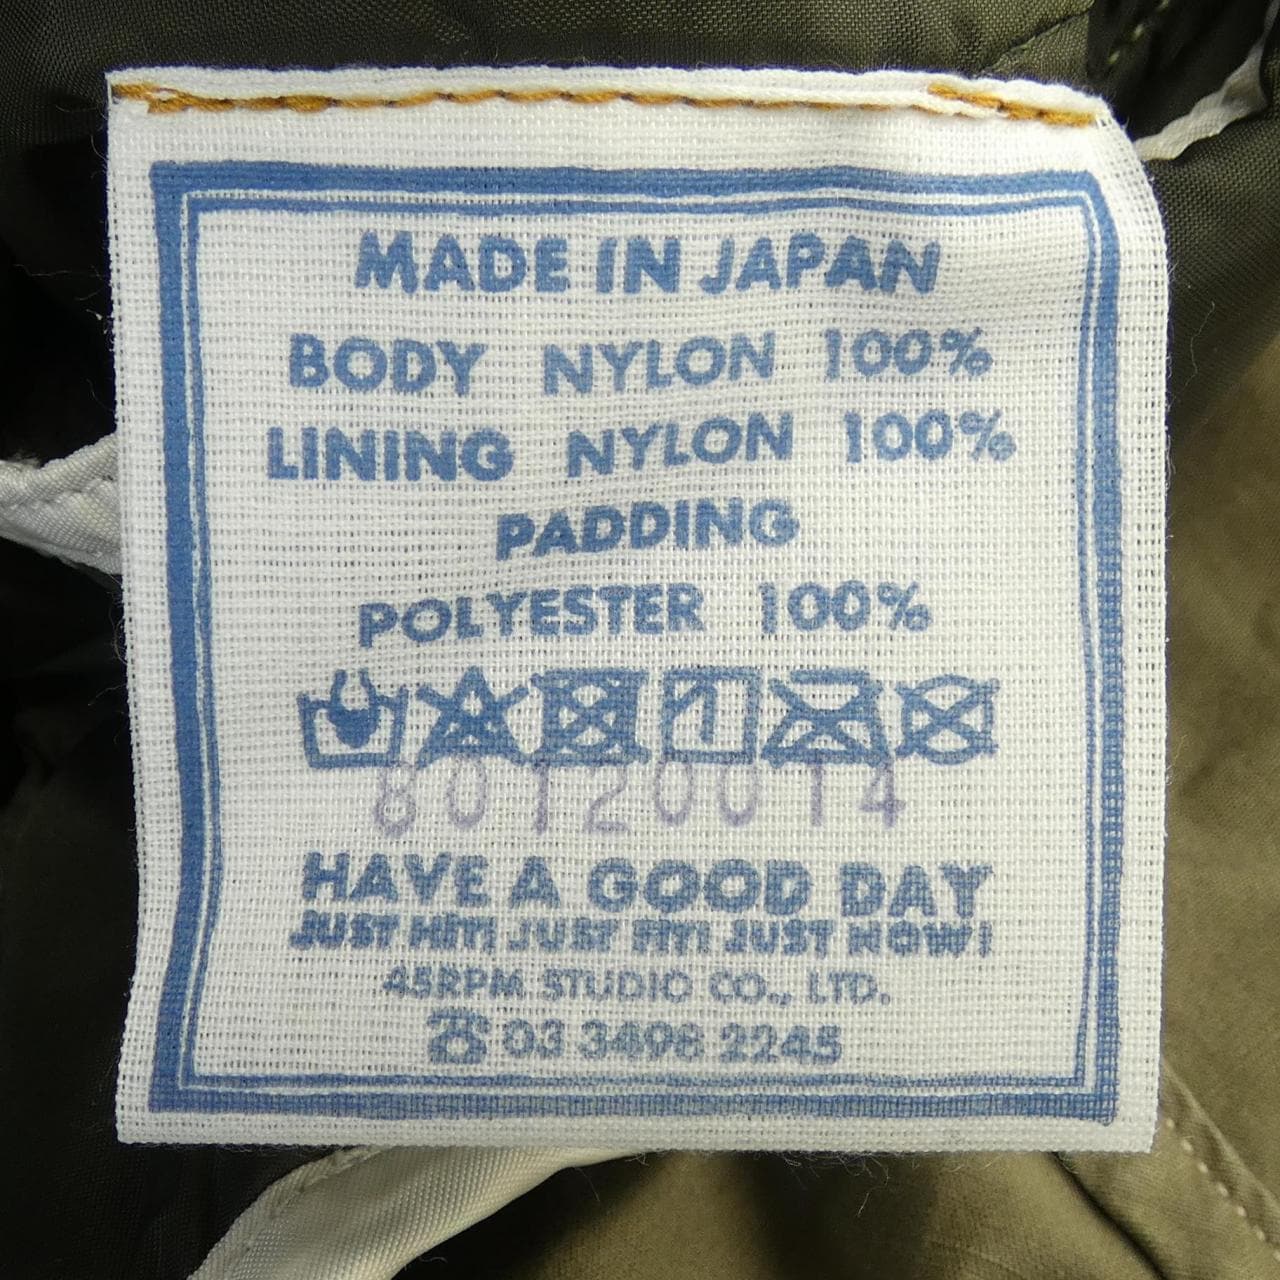 MADE IN JAPAN
BODY NYLON 100%
LINING NYLON 100%
PADDING
POLYESTER 100%
80120014
HAVE A GOOD DAY
JUST HIT! JUST FIT! JUST NOW!
45RPM STUDIO CO., LTD.
☎ 03 3498 2245